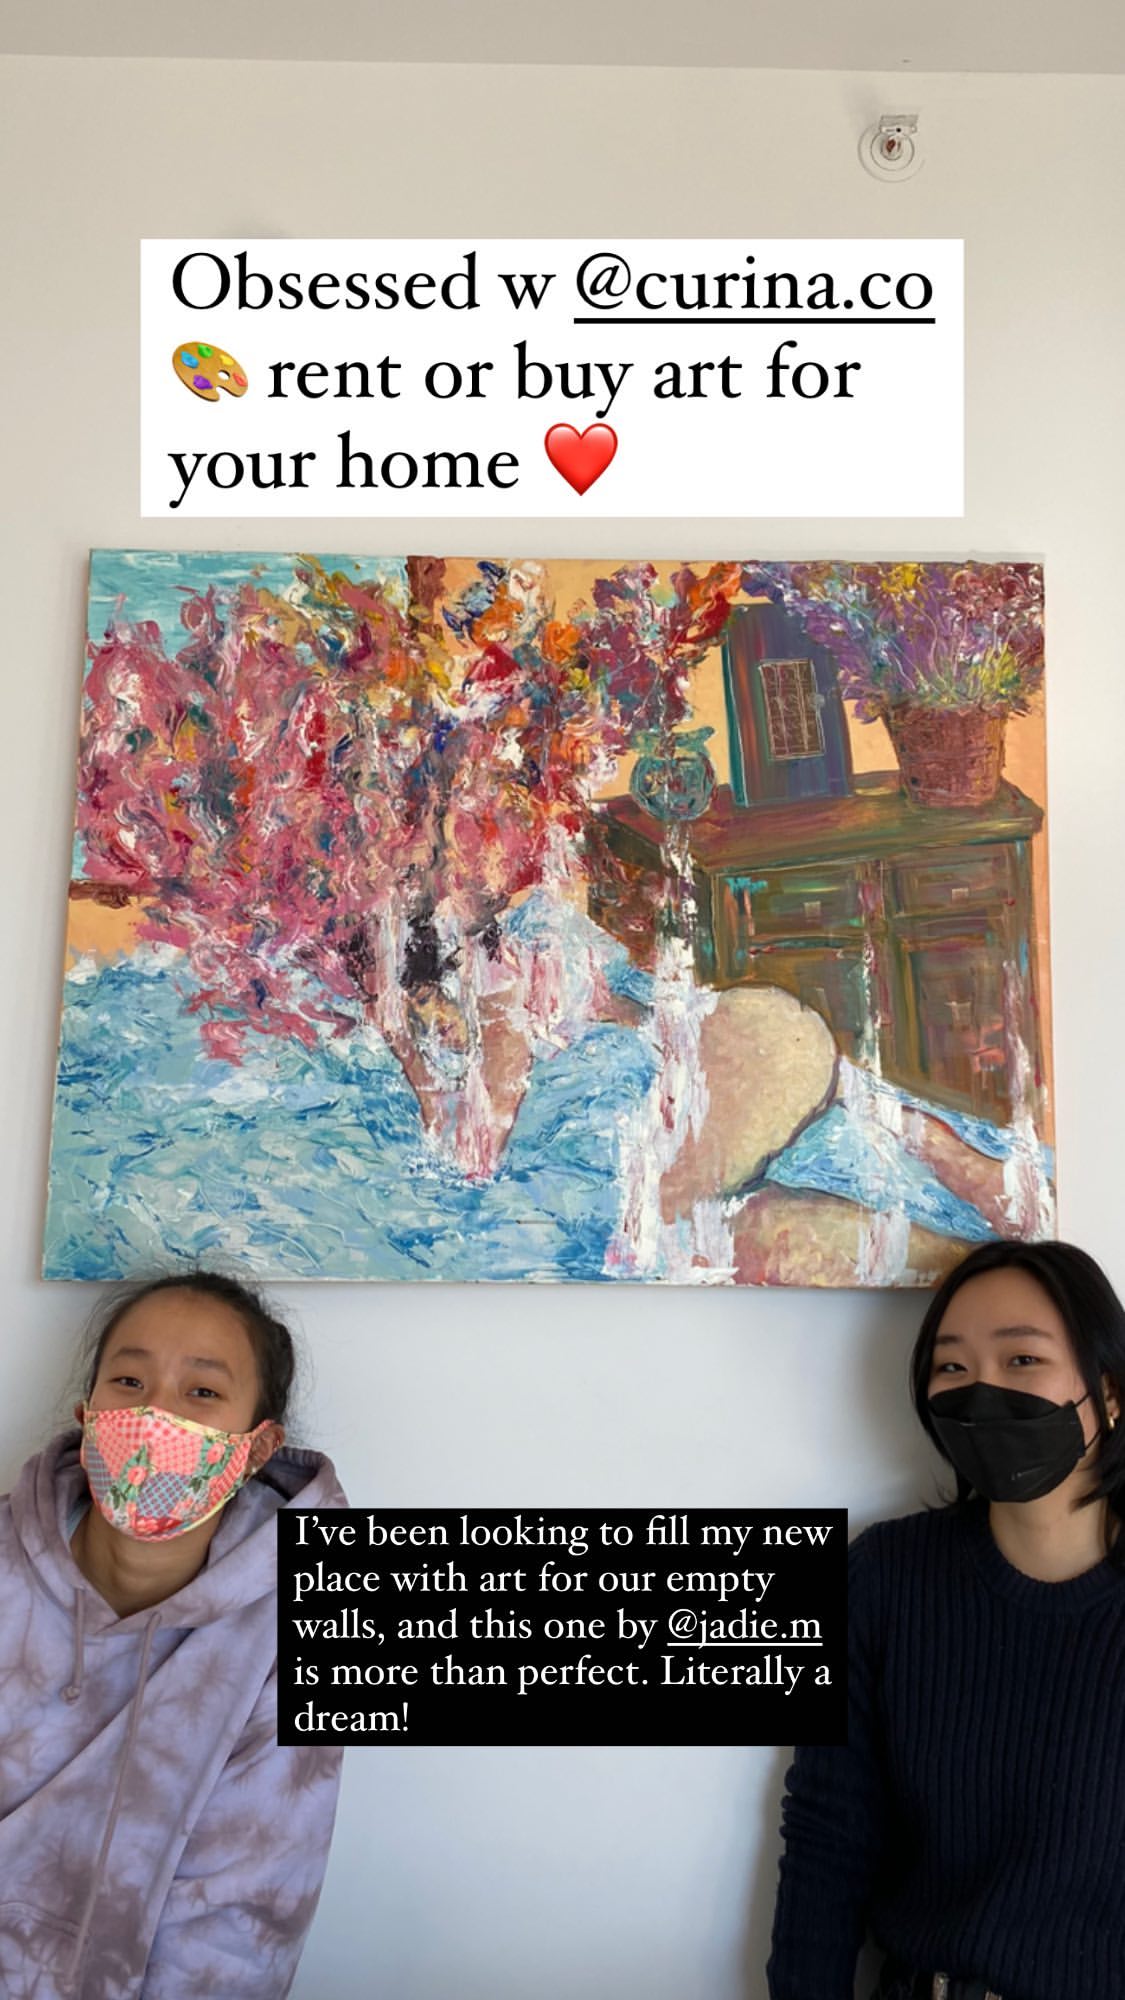 Obsessed w @curina.co
🎨 rent or buy art for
your home ❤️
I’ve been looking to fill my new
place with art for our empty
walls, and this one by @jadie.m
is more than perfect. Literally a
dream!